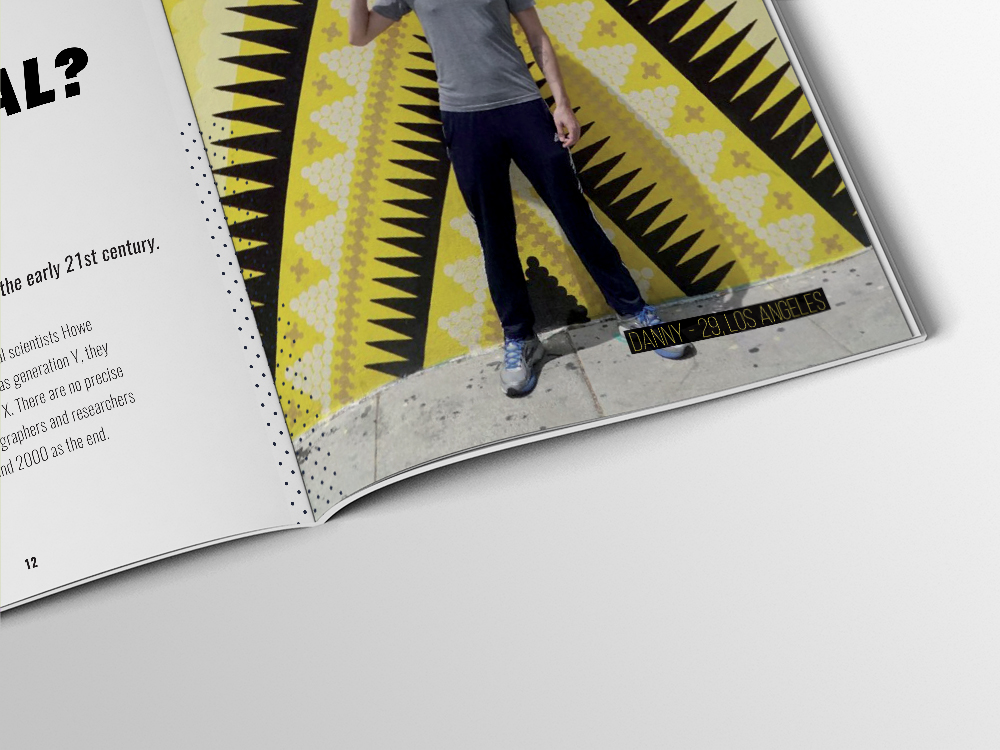 AL?
the early 21st century.
l scientists Howe
as generation Y, they
X. There are no precise
graphers and researchers
nd 2000 as the end.
12
DANNY - 29, LOS ANGELES